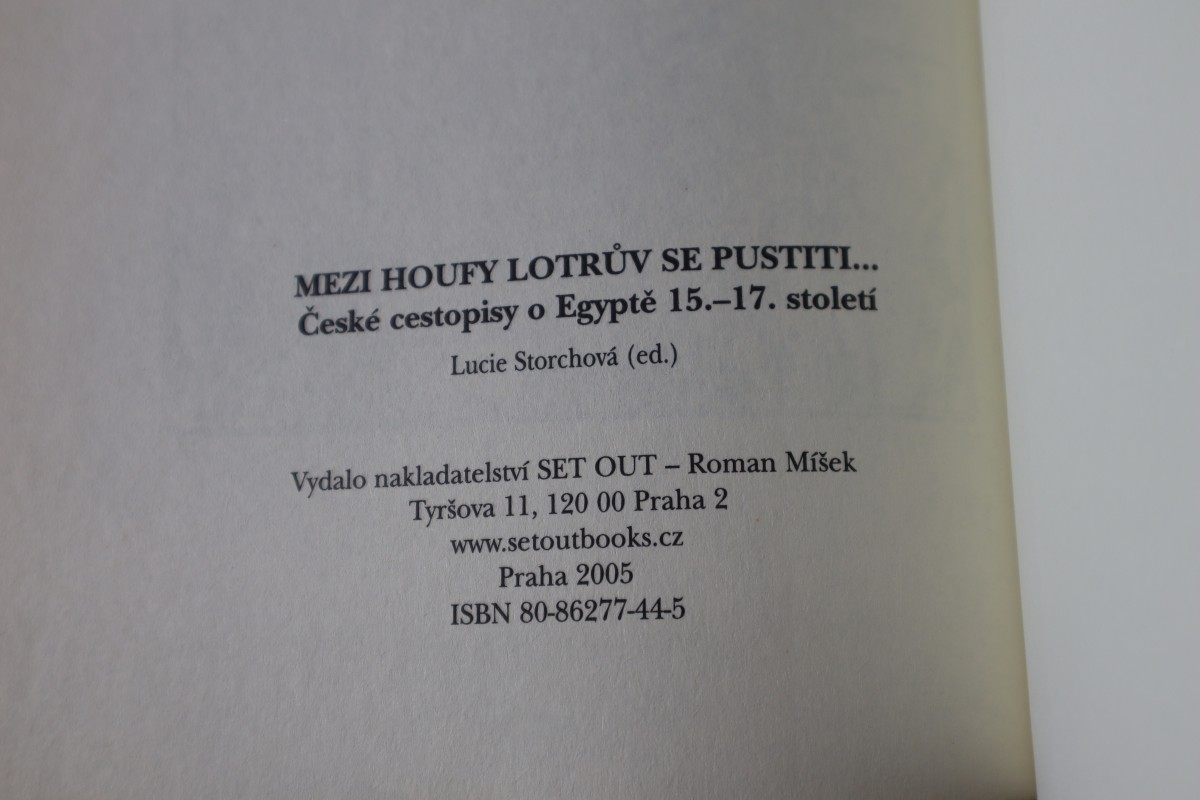 MEZI HOUFY LOTRŮV SE PUSTITI...
České cestopisy o Egyptě 15.–17. století
Lucie Storchová (ed.)
Vydalo nakladatelství SET OUT – Roman Míšek
Tyršova 11, 120 00 Praha 2
www.setoutbooks.cz
Praha 2005
ISBN 80-86277-44-5